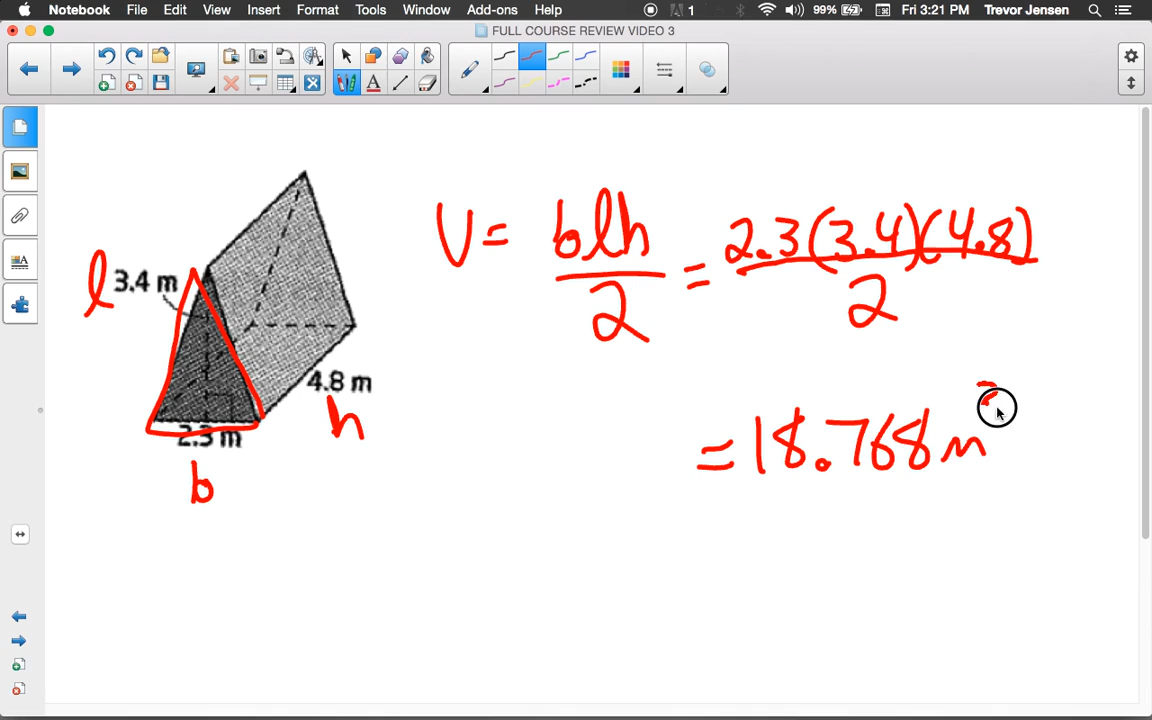 Notebook File Edit View Insert Format Tools Window Add-ons Help 1 99% Fri 3:21 PM Trevor Jensen
FULL COURSE REVIEW VIDEO 3
A
V = blh/2 = 2.3(3.4)(4.8)/2
l 3.4 m
4.8 m
h
2.3 m
b
= 18.768 m